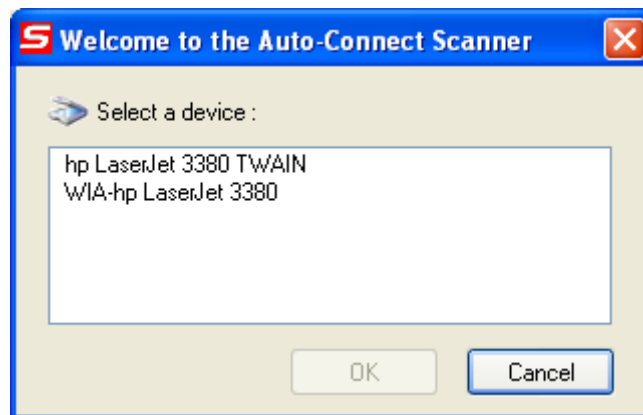 S Welcome to the Auto-Connect Scanner
Select a device :
hp LaserJet 3380 TWAIN
WIA-hp LaserJet 3380
OK Cancel